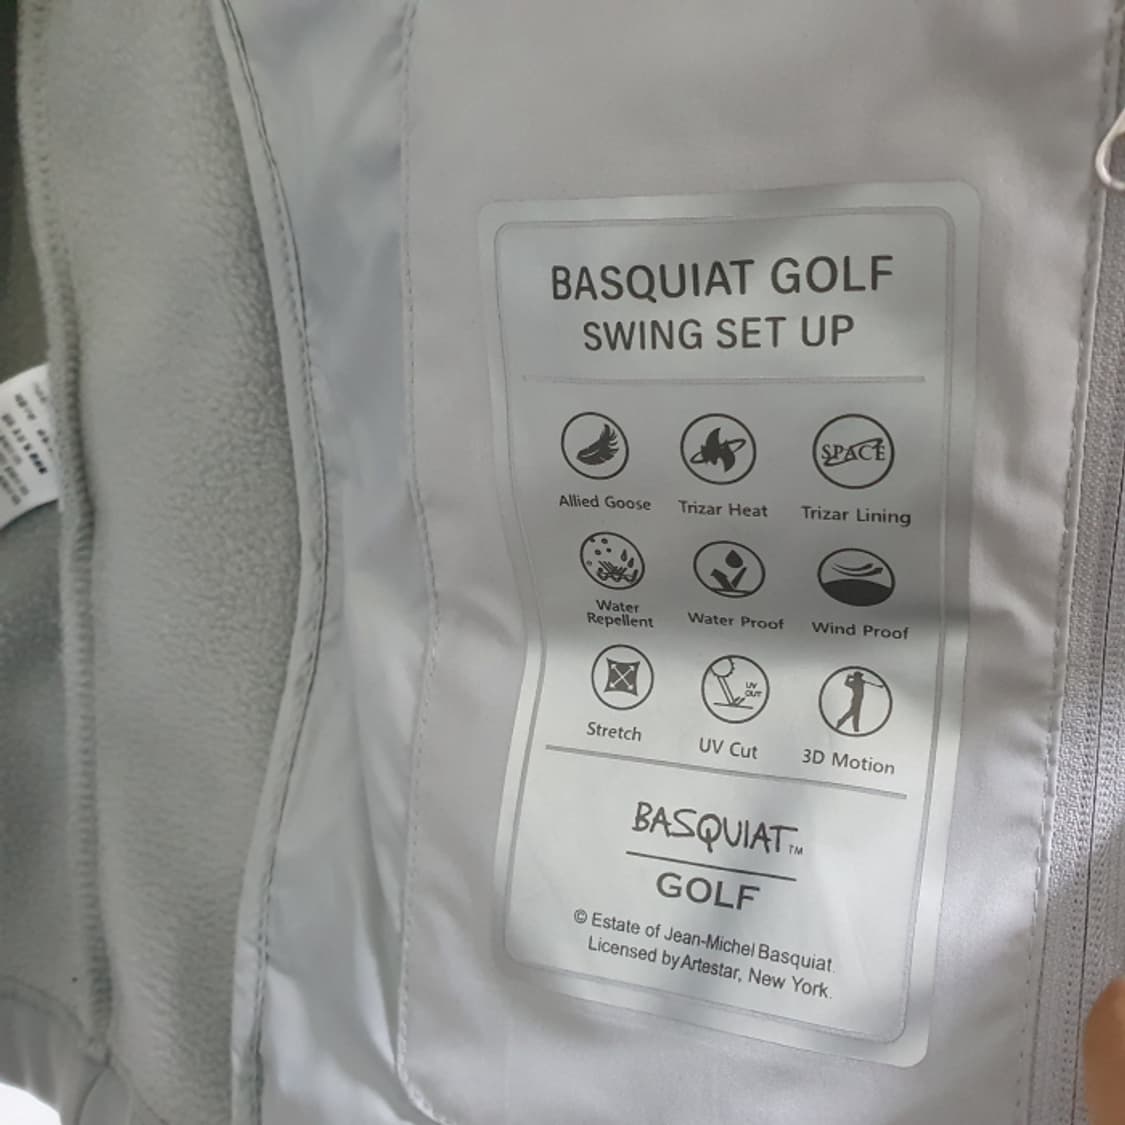 BASQUIAT GOLF
SWING SET UP
SPACE
Allied Goose Trizar Heat Trizar Lining
UV
CUT
Water
Repellent Water Proof Wind Proof
Stretch UV Cut 3D Motion
BASQUIAT TM
GOLF
© Estate of Jean-Michel Basquiat.
Licensed by Artestar, New York.